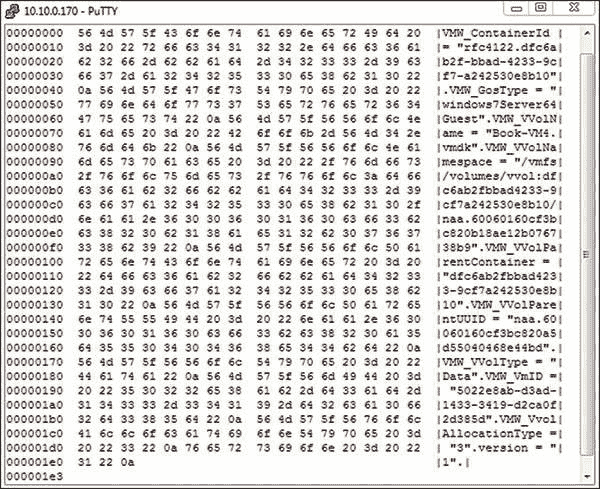 10.10.0.170 - PuTTY
00000000 56 4d 57 5f 43 6f 6e 74 61 69 6e 65 72 49 64 20 |VMW_ContainerId |
00000010 3d 20 22 72 66 63 34 31 32 32 2e 64 66 63 36 61 |= "rfc4122.dfc6a|
00000020 62 32 66 2d 62 62 61 64 2d 34 32 33 33 2d 39 63 |b2f-bbad-4233-9c|
00000030 66 37 2d 61 32 34 32 35 33 30 65 38 62 31 30 22 |f7-a242530e8b10"|
00000040 0a 56 4d 57 5f 47 6f 73 54 79 70 65 20 3d 20 22 |.VMW_GosType = "|
00000050 77 69 6e 64 6f 77 73 37 53 65 72 76 65 72 36 34 |windows7Server64|
00000060 47 75 65 73 74 22 0a 56 4d 57 5f 56 56 6f 6c 4e |Guest".VMW_VVolN|
00000070 61 6d 65 20 3d 20 22 42 6f 6f 6b 2d 56 4d 34 2e |ame = "Book-VM4.|
00000080 76 6d 64 6b 22 0a 56 4d 57 5f 56 56 6f 6c 4e 61 |vmdk".VMW_VVolNa|
00000090 6d 65 73 70 61 63 65 20 3d 20 22 2f 76 6d 66 73 |mespace = "/vmfs|
000000a0 2f 76 6f 6c 75 6d 65 73 2f 76 76 6f 6c 3a 64 66 |/volumes/vvol:df|
000000b0 63 36 61 62 32 66 62 62 61 64 34 32 33 33 2d 39 |c6ab2fbbad4233-9|
000000c0 63 66 37 61 32 34 32 35 33 30 65 38 62 31 30 2f |cf7a242530e8b10/|
000000d0 6e 61 61 2e 36 30 30 36 30 31 36 30 63 66 33 62 |naa.60060160cf3b|
000000e0 63 38 32 30 62 31 38 61 65 31 32 62 30 37 36 37 |c820b18ae12b0767|
000000f0 33 38 62 39 22 0a 56 4d 57 5f 56 56 6f 6c 50 61 |38b9".VMW_VVolPa|
00000100 72 65 6e 74 43 6f 6e 74 61 69 6e 65 72 20 3d 20 |rentContainer = |
00000110 22 64 66 63 36 61 62 32 66 62 62 61 64 34 32 33 |"dfc6ab2fbbad423|
00000120 33 2d 39 63 66 37 61 32 34 32 35 33 30 65 38 62 |3-9cf7a242530e8b|
00000130 31 30 22 0a 56 4d 57 5f 56 56 6f 6c 50 61 72 65 |10".VMW_VVolPare|
00000140 6e 74 55 55 49 44 20 3d 20 22 6e 61 61 2e 36 30 |ntUUID = "naa.60|
00000150 30 36 30 31 36 30 63 66 33 62 63 38 32 30 61 35 |060160cf3bc820a5|
00000160 64 35 35 30 34 30 34 36 38 65 34 34 62 64 22 0a |d55040468e44bd".|
00000170 56 4d 57 5f 56 56 6f 6c 54 79 70 65 20 3d 20 22 |VMW_VVolType = "|
00000180 44 61 74 61 22 0a 56 4d 57 5f 56 6d 49 44 20 3d |Data".VMW_VmID =|
00000190 20 22 35 30 32 32 65 38 61 62 2d 64 33 61 64 2d | "5022e8ab-d3ad-|
000001a0 31 34 33 33 2d 33 34 31 39 2d 64 32 63 61 30 66 |1433-3419-d2ca0f|
000001b0 32 64 33 38 35 64 22 0a 56 4d 57 5f 56 76 6f 6c |2d385d".VMW_Vvol|
000001c0 41 6c 6c 6f 63 61 74 69 6f 6e 54 79 70 65 20 3d |AllocationType =|
000001d0 20 22 33 22 0a 76 65 72 73 69 6f 6e 20 3d 20 22 | "3".version = "|
000001e0 31 22 0a |1".|
000001e3